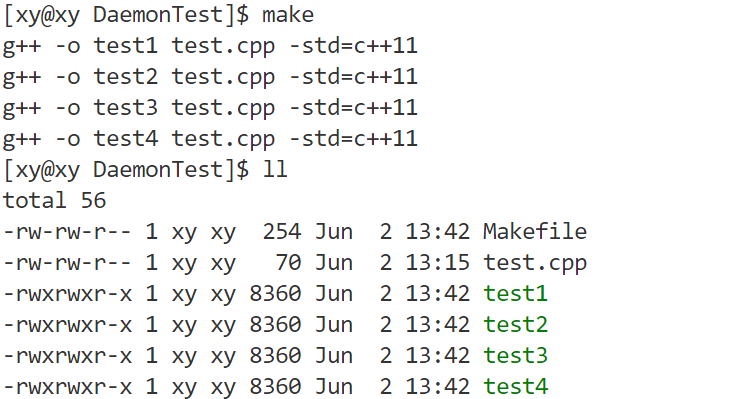 [xy@xy DaemonTest]$ make
g++ -o test1 test.cpp -std=c++11
g++ -o test2 test.cpp -std=c++11
g++ -o test3 test.cpp -std=c++11
g++ -o test4 test.cpp -std=c++11
[xy@xy DaemonTest]$ ll
total 56
-rw-rw-r-- 1 xy xy  254 Jun  2 13:42 Makefile
-rw-rw-r-- 1 xy xy   70 Jun  2 13:15 test.cpp
-rwxrwxr-x 1 xy xy 8360 Jun  2 13:42 test1
-rwxrwxr-x 1 xy xy 8360 Jun  2 13:42 test2
-rwxrwxr-x 1 xy xy 8360 Jun  2 13:42 test3
-rwxrwxr-x 1 xy xy 8360 Jun  2 13:42 test4